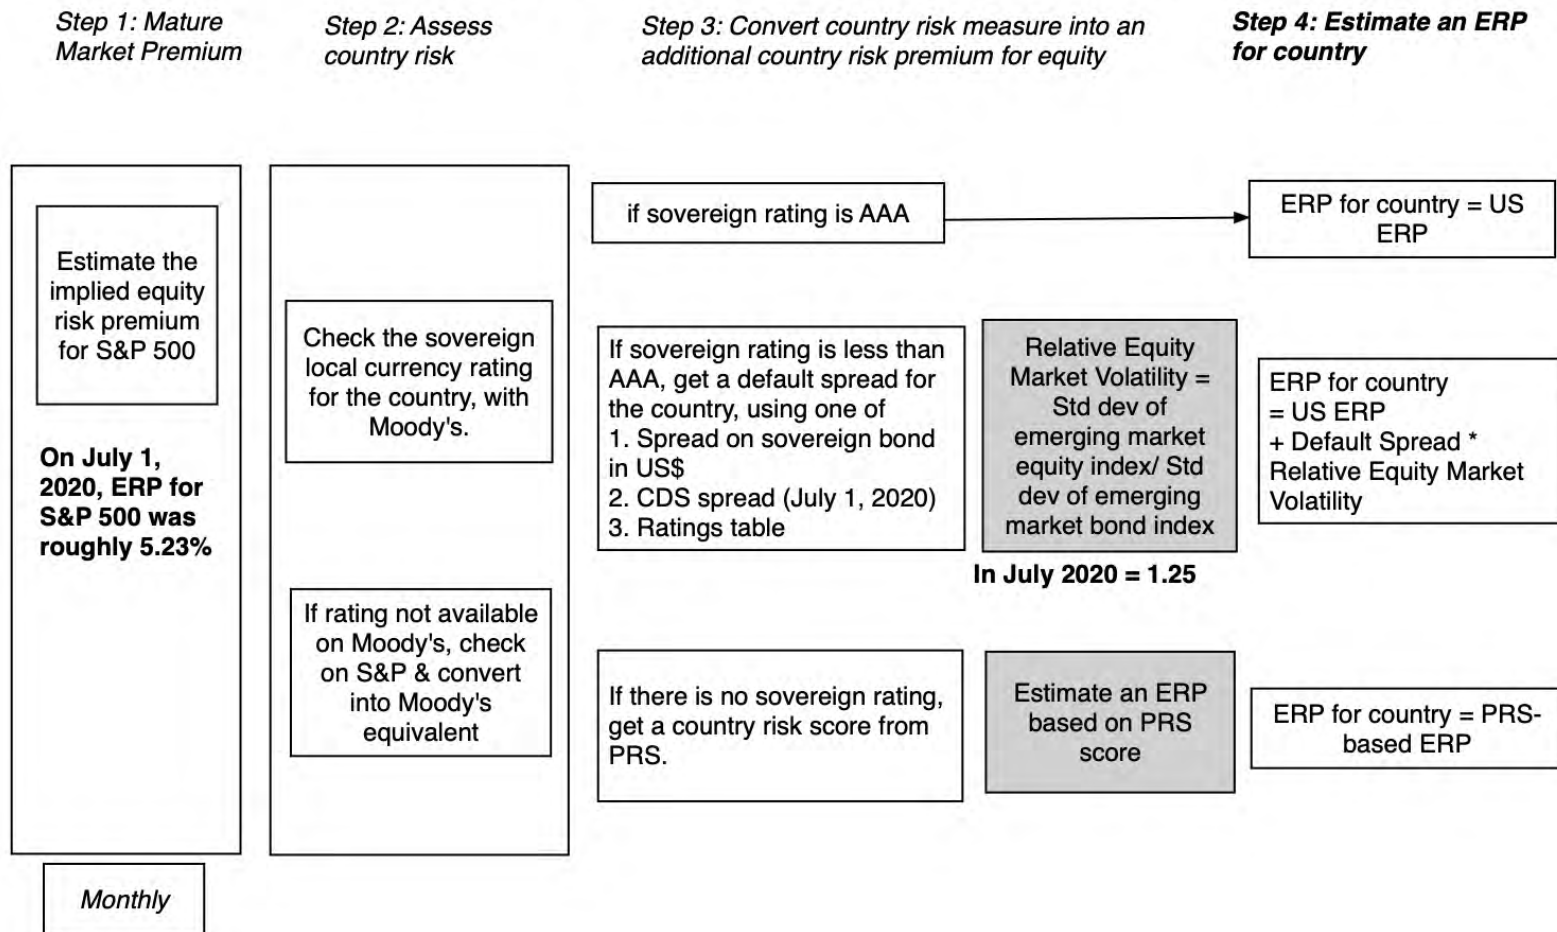 Step 1: Mature
Market Premium
Step 2: Assess
country risk
Step 3: Convert country risk measure into an
additional country risk premium for equity
Step 4: Estimate an ERP
for country
Estimate the
implied equity
risk premium
for S&P 500
On July 1,
2020, ERP for
S&P 500 was
roughly 5.23%
Monthly
Check the sovereign
local currency rating
for the country, with
Moody's.
If rating not available
on Moody's, check
on S&P & convert
into Moody's
equivalent
if sovereign rating is AAA
ERP for country = US
ERP
If sovereign rating is less than
AAA, get a default spread for
the country, using one of
1. Spread on sovereign bond
in US$
2. CDS spread (July 1, 2020)
3. Ratings table
Relative Equity
Market Volatility =
Std dev of
emerging market
equity index/ Std
dev of emerging
market bond index
In July 2020 = 1.25
ERP for country
= US ERP
+ Default Spread *
Relative Equity Market
Volatility
If there is no sovereign rating,
get a country risk score from
PRS.
Estimate an ERP
based on PRS
score
ERP for country = PRS-
based ERP